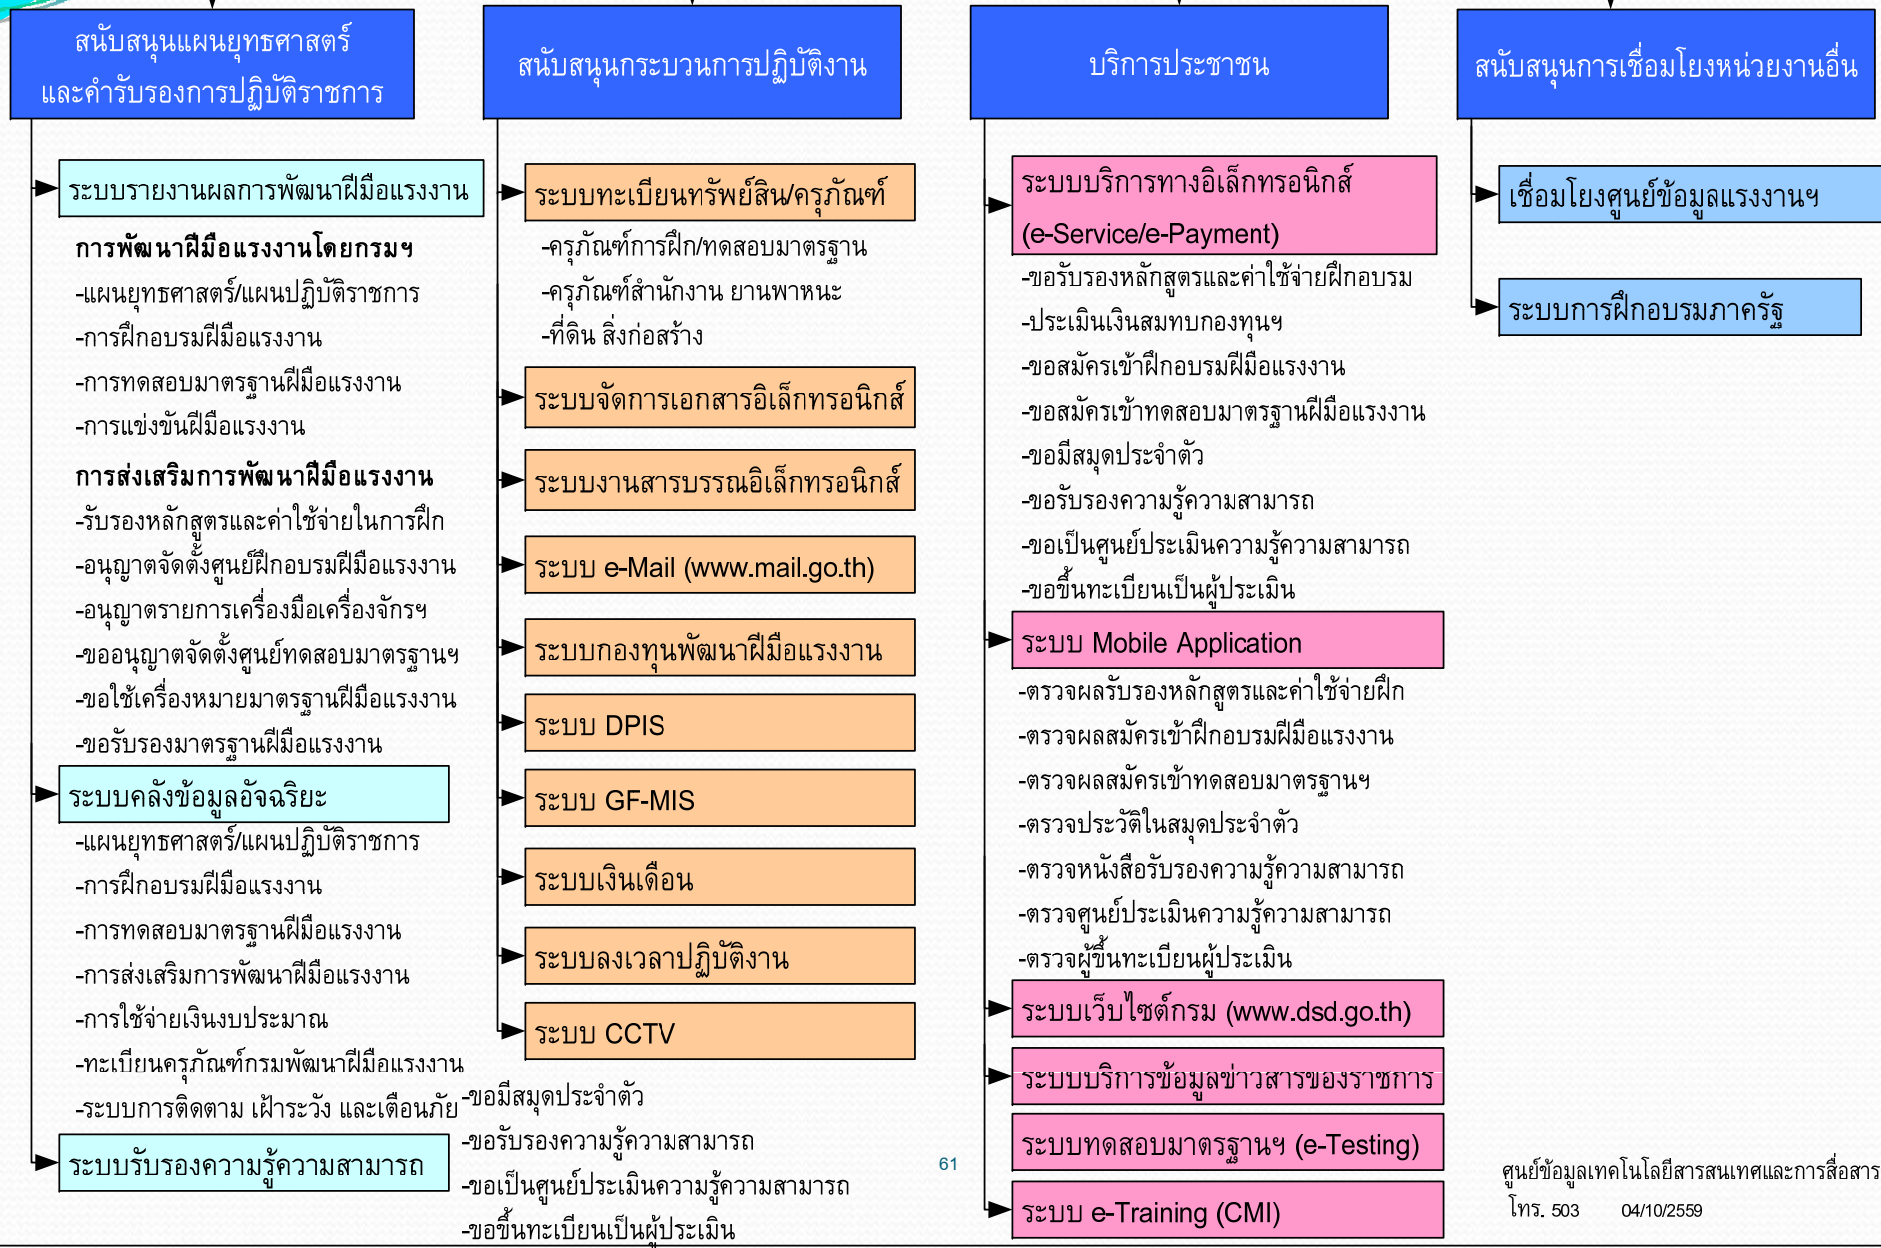 สนับสนุนแผนยุทธศาสตร์
และคำรับรองการปฏิบัติราชการ
ระบบรายงานผลการพัฒนาฝีมือแรงงาน
การพัฒนาฝีมือแรงงานโดยกรมฯ
-แผนยุทธศาสตร์/แผนปฏิบัติราชการ
-การฝึกอบรมฝีมือแรงงาน
-การทดสอบมาตรฐานฝีมือแรงงาน
-การแข่งขันฝีมือแรงงาน
การส่งเสริมการพัฒนาฝีมือแรงงาน
-รับรองหลักสูตรและค่าใช้จ่ายในการฝึก
-อนุญาตจัดตั้งศูนย์ฝึกอบรมฝีมือแรงงาน
-อนุญาตรายการเครื่องมือเครื่องจักรฯ
-ขออนุญาตจัดตั้งศูนย์ทดสอบมาตรฐานฯ
-ขอใช้เครื่องหมายมาตรฐานฝีมือแรงงาน
-ขอรับรองมาตรฐานฝีมือแรงงาน
ระบบคลังข้อมูลอัจฉริยะ
-แผนยุทธศาสตร์/แผนปฏิบัติราชการ
-การฝึกอบรมฝีมือแรงงาน
-การทดสอบมาตรฐานฝีมือแรงงาน
-การส่งเสริมการพัฒนาฝีมือแรงงาน
-การใช้จ่ายเงินงบประมาณ
-ทะเบียนครุภัณฑ์กรมพัฒนาฝีมือแรงงาน
-ระบบการติดตาม เฝ้าระวัง และเตือนภัย
ระบบรับรองความรู้ความสามารถ
-ขอมีสมุดประจำตัว
-ขอรับรองความรู้ความสามารถ
-ขอเป็นศูนย์ประเมินความรู้ความสามารถ
-ขอขึ้นทะเบียนเป็นผู้ประเมิน
สนับสนุนกระบวนการปฏิบัติงาน
ระบบทะเบียนทรัพย์สิน/ครุภัณฑ์
-ครุภัณฑ์การฝึก/ทดสอบมาตรฐาน
-ครุภัณฑ์สำนักงาน ยานพาหนะ
-ที่ดิน สิ่งก่อสร้าง
ระบบจัดการเอกสารอิเล็กทรอนิกส์
ระบบงานสารบรรณอิเล็กทรอนิกส์
ระบบ e-Mail (www.mail.go.th)
ระบบกองทุนพัฒนาฝีมือแรงงาน
ระบบ DPIS
ระบบ GF-MIS
ระบบเงินเดือน
ระบบลงเวลาปฏิบัติงาน
ระบบ CCTV
บริการประชาชน
ระบบบริการทางอิเล็กทรอนิกส์
(e-Service/e-Payment)
-ขอรับรองหลักสูตรและค่าใช้จ่ายฝึกอบรม
-ประเมินเงินสมทบกองทุนฯ
-ขอสมัครเข้าฝึกอบรมฝีมือแรงงาน
-ขอสมัครเข้าทดสอบมาตรฐานฝีมือแรงงาน
-ขอมีสมุดประจำตัว
-ขอรับรองความรู้ความสามารถ
-ขอเป็นศูนย์ประเมินความรู้ความสามารถ
-ขอขึ้นทะเบียนเป็นผู้ประเมิน
ระบบ Mobile Application
-ตรวจผลรับรองหลักสูตรและค่าใช้จ่ายฝึก
-ตรวจผลสมัครเข้าฝึกอบรมฝีมือแรงงาน
-ตรวจผลสมัครเข้าทดสอบมาตรฐานฯ
-ตรวจประวัติในสมุดประจำตัว
-ตรวจหนังสือรับรองความรู้ความสามารถ
-ตรวจศูนย์ประเมินความรู้ความสามารถ
-ตรวจผู้ขึ้นทะเบียนผู้ประเมิน
ระบบเว็บไซต์กรม (www.dsd.go.th)
ระบบบริการข้อมูลข่าวสารของราชการ
ระบบทดสอบมาตรฐานฯ (e-Testing)
ระบบ e-Training (CMI)
สนับสนุนการเชื่อมโยงหน่วยงานอื่น
เชื่อมโยงศูนย์ข้อมูลแรงงานฯ
ระบบการฝึกอบรมภาครัฐ
61
ศูนย์ข้อมูลเทคโนโลยีสารสนเทศและการสื่อสาร
โทร. 503 04/10/2559